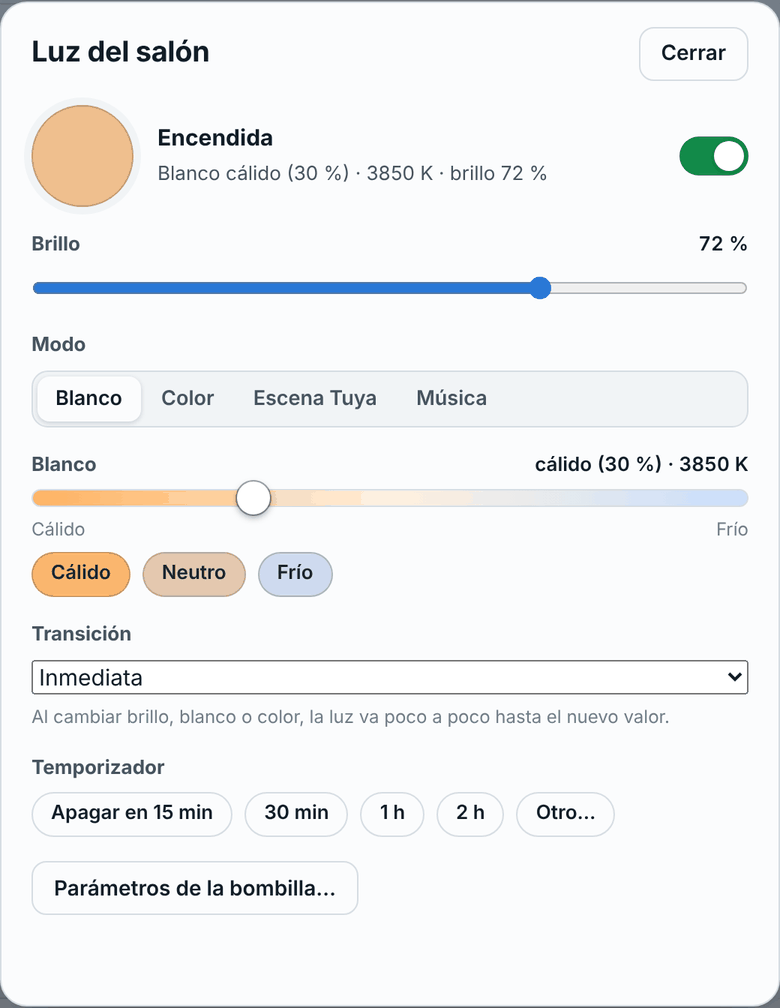 Luz del salón
Cerrar
Encendida
Blanco cálido (30 %) · 3850 K · brillo 72 %
Brillo
72 %
Modo
Blanco
Color
Escena Tuya
Música
Blanco
cálido (30 %) · 3850 K
Cálido
Frío
Cálido
Neutro
Frío
Transición
Inmediata
Al cambiar brillo, blanco o color, la luz va poco a poco hasta el nuevo valor.
Temporizador
Apagar en 15 min
30 min
1 h
2 h
Otro…
Parámetros de la bombilla…